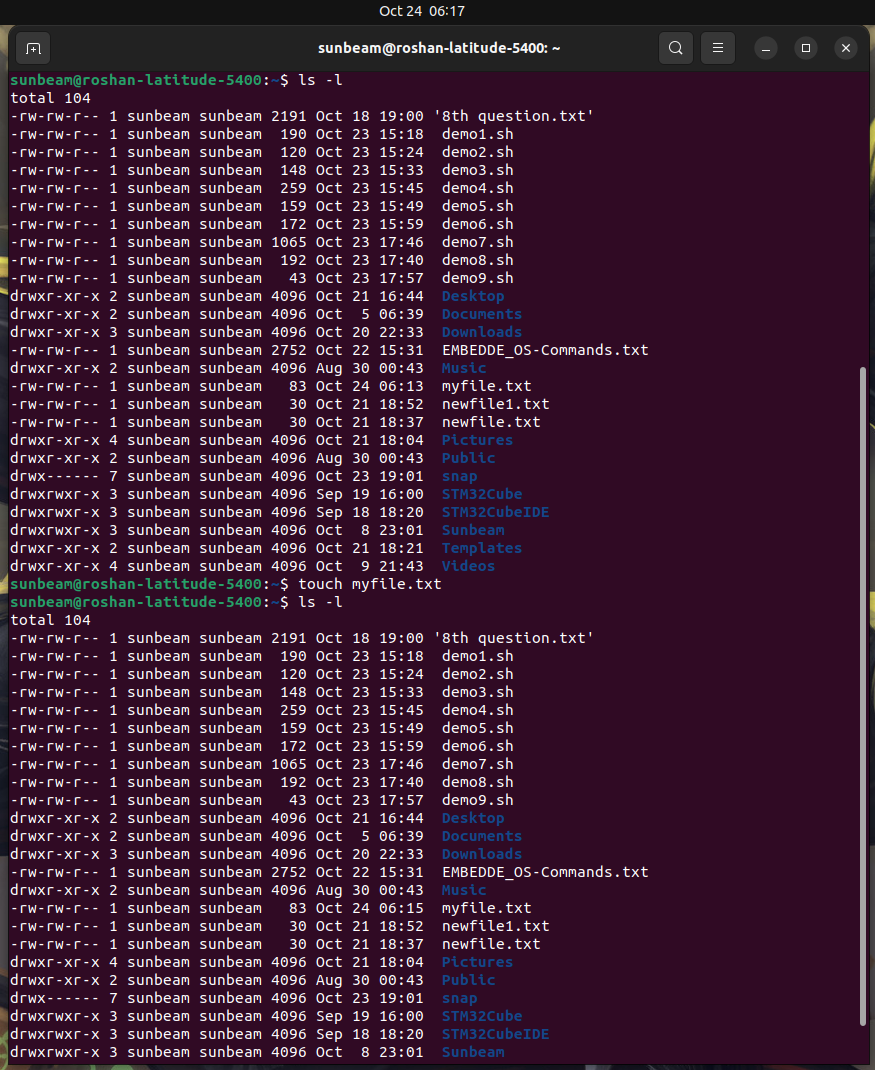 Oct 24 06:17
sunbeam@roshan-latitude-5400: ~
sunbeam@roshan-latitude-5400:~$ ls -l
total 104
-rw-rw-r-- 1 sunbeam sunbeam 2191 Oct 18 19:00 '8th question.txt'
-rw-rw-r-- 1 sunbeam sunbeam  190 Oct 23 15:18  demo1.sh
-rw-rw-r-- 1 sunbeam sunbeam  120 Oct 23 15:24  demo2.sh
-rw-rw-r-- 1 sunbeam sunbeam  148 Oct 23 15:33  demo3.sh
-rw-rw-r-- 1 sunbeam sunbeam  259 Oct 23 15:45  demo4.sh
-rw-rw-r-- 1 sunbeam sunbeam  159 Oct 23 15:49  demo5.sh
-rw-rw-r-- 1 sunbeam sunbeam  172 Oct 23 15:59  demo6.sh
-rw-rw-r-- 1 sunbeam sunbeam 1065 Oct 23 17:46  demo7.sh
-rw-rw-r-- 1 sunbeam sunbeam  192 Oct 23 17:40  demo8.sh
-rw-rw-r-- 1 sunbeam sunbeam   43 Oct 23 17:57  demo9.sh
drwxr-xr-x 2 sunbeam sunbeam 4096 Oct 21 16:44  Desktop
drwxr-xr-x 2 sunbeam sunbeam 4096 Oct  5 06:39  Documents
drwxr-xr-x 3 sunbeam sunbeam 4096 Oct 20 22:33  Downloads
-rw-rw-r-- 1 sunbeam sunbeam 2752 Oct 22 15:31  EMBEDDE_OS-Commands.txt
drwxr-xr-x 2 sunbeam sunbeam 4096 Aug 30 00:43  Music
-rw-rw-r-- 1 sunbeam sunbeam   83 Oct 24 06:13  myfile.txt
-rw-rw-r-- 1 sunbeam sunbeam   30 Oct 21 18:52  newfile1.txt
-rw-rw-r-- 1 sunbeam sunbeam   30 Oct 21 18:37  newfile.txt
drwxr-xr-x 4 sunbeam sunbeam 4096 Oct 21 18:04  Pictures
drwxr-xr-x 2 sunbeam sunbeam 4096 Aug 30 00:43  Public
drwx------ 7 sunbeam sunbeam 4096 Oct 23 19:01  snap
drwxrwxr-x 3 sunbeam sunbeam 4096 Sep 19 16:00  STM32Cube
drwxrwxr-x 3 sunbeam sunbeam 4096 Sep 18 18:20  STM32CubeIDE
drwxrwxr-x 3 sunbeam sunbeam 4096 Oct  8 23:01  Sunbeam
drwxr-xr-x 2 sunbeam sunbeam 4096 Oct 21 18:21  Templates
drwxr-xr-x 4 sunbeam sunbeam 4096 Oct  9 21:43  Videos
sunbeam@roshan-latitude-5400:~$ touch myfile.txt
sunbeam@roshan-latitude-5400:~$ ls -l
total 104
-rw-rw-r-- 1 sunbeam sunbeam 2191 Oct 18 19:00 '8th question.txt'
-rw-rw-r-- 1 sunbeam sunbeam  190 Oct 23 15:18  demo1.sh
-rw-rw-r-- 1 sunbeam sunbeam  120 Oct 23 15:24  demo2.sh
-rw-rw-r-- 1 sunbeam sunbeam  148 Oct 23 15:33  demo3.sh
-rw-rw-r-- 1 sunbeam sunbeam  259 Oct 23 15:45  demo4.sh
-rw-rw-r-- 1 sunbeam sunbeam  159 Oct 23 15:49  demo5.sh
-rw-rw-r-- 1 sunbeam sunbeam  172 Oct 23 15:59  demo6.sh
-rw-rw-r-- 1 sunbeam sunbeam 1065 Oct 23 17:46  demo7.sh
-rw-rw-r-- 1 sunbeam sunbeam  192 Oct 23 17:40  demo8.sh
-rw-rw-r-- 1 sunbeam sunbeam   43 Oct 23 17:57  demo9.sh
drwxr-xr-x 2 sunbeam sunbeam 4096 Oct 21 16:44  Desktop
drwxr-xr-x 2 sunbeam sunbeam 4096 Oct  5 06:39  Documents
drwxr-xr-x 3 sunbeam sunbeam 4096 Oct 20 22:33  Downloads
-rw-rw-r-- 1 sunbeam sunbeam 2752 Oct 22 15:31  EMBEDDE_OS-Commands.txt
drwxr-xr-x 2 sunbeam sunbeam 4096 Aug 30 00:43  Music
-rw-rw-r-- 1 sunbeam sunbeam   83 Oct 24 06:15  myfile.txt
-rw-rw-r-- 1 sunbeam sunbeam   30 Oct 21 18:52  newfile1.txt
-rw-rw-r-- 1 sunbeam sunbeam   30 Oct 21 18:37  newfile.txt
drwxr-xr-x 4 sunbeam sunbeam 4096 Oct 21 18:04  Pictures
drwxr-xr-x 2 sunbeam sunbeam 4096 Aug 30 00:43  Public
drwx------ 7 sunbeam sunbeam 4096 Oct 23 19:01  snap
drwxrwxr-x 3 sunbeam sunbeam 4096 Sep 19 16:00  STM32Cube
drwxrwxr-x 3 sunbeam sunbeam 4096 Sep 18 18:20  STM32CubeIDE
drwxrwxr-x 3 sunbeam sunbeam 4096 Oct  8 23:01  Sunbeam